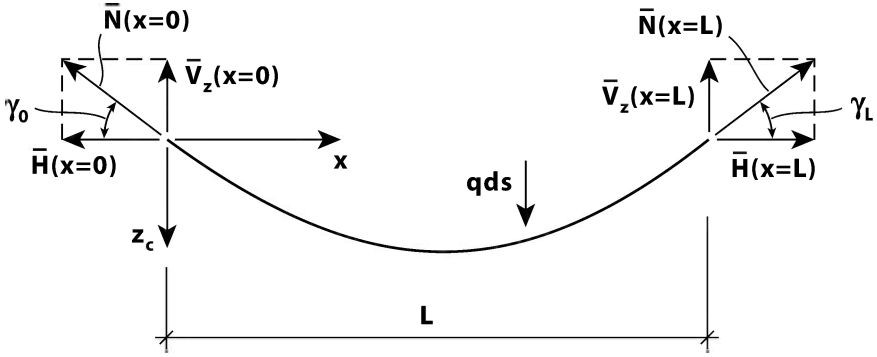 N̄(x=0)
N̄(x=L)
V̄z(x=0)
V̄z(x=L)
γ0
γL
H̄(x=0)
x
H̄(x=L)
qds
zc
L